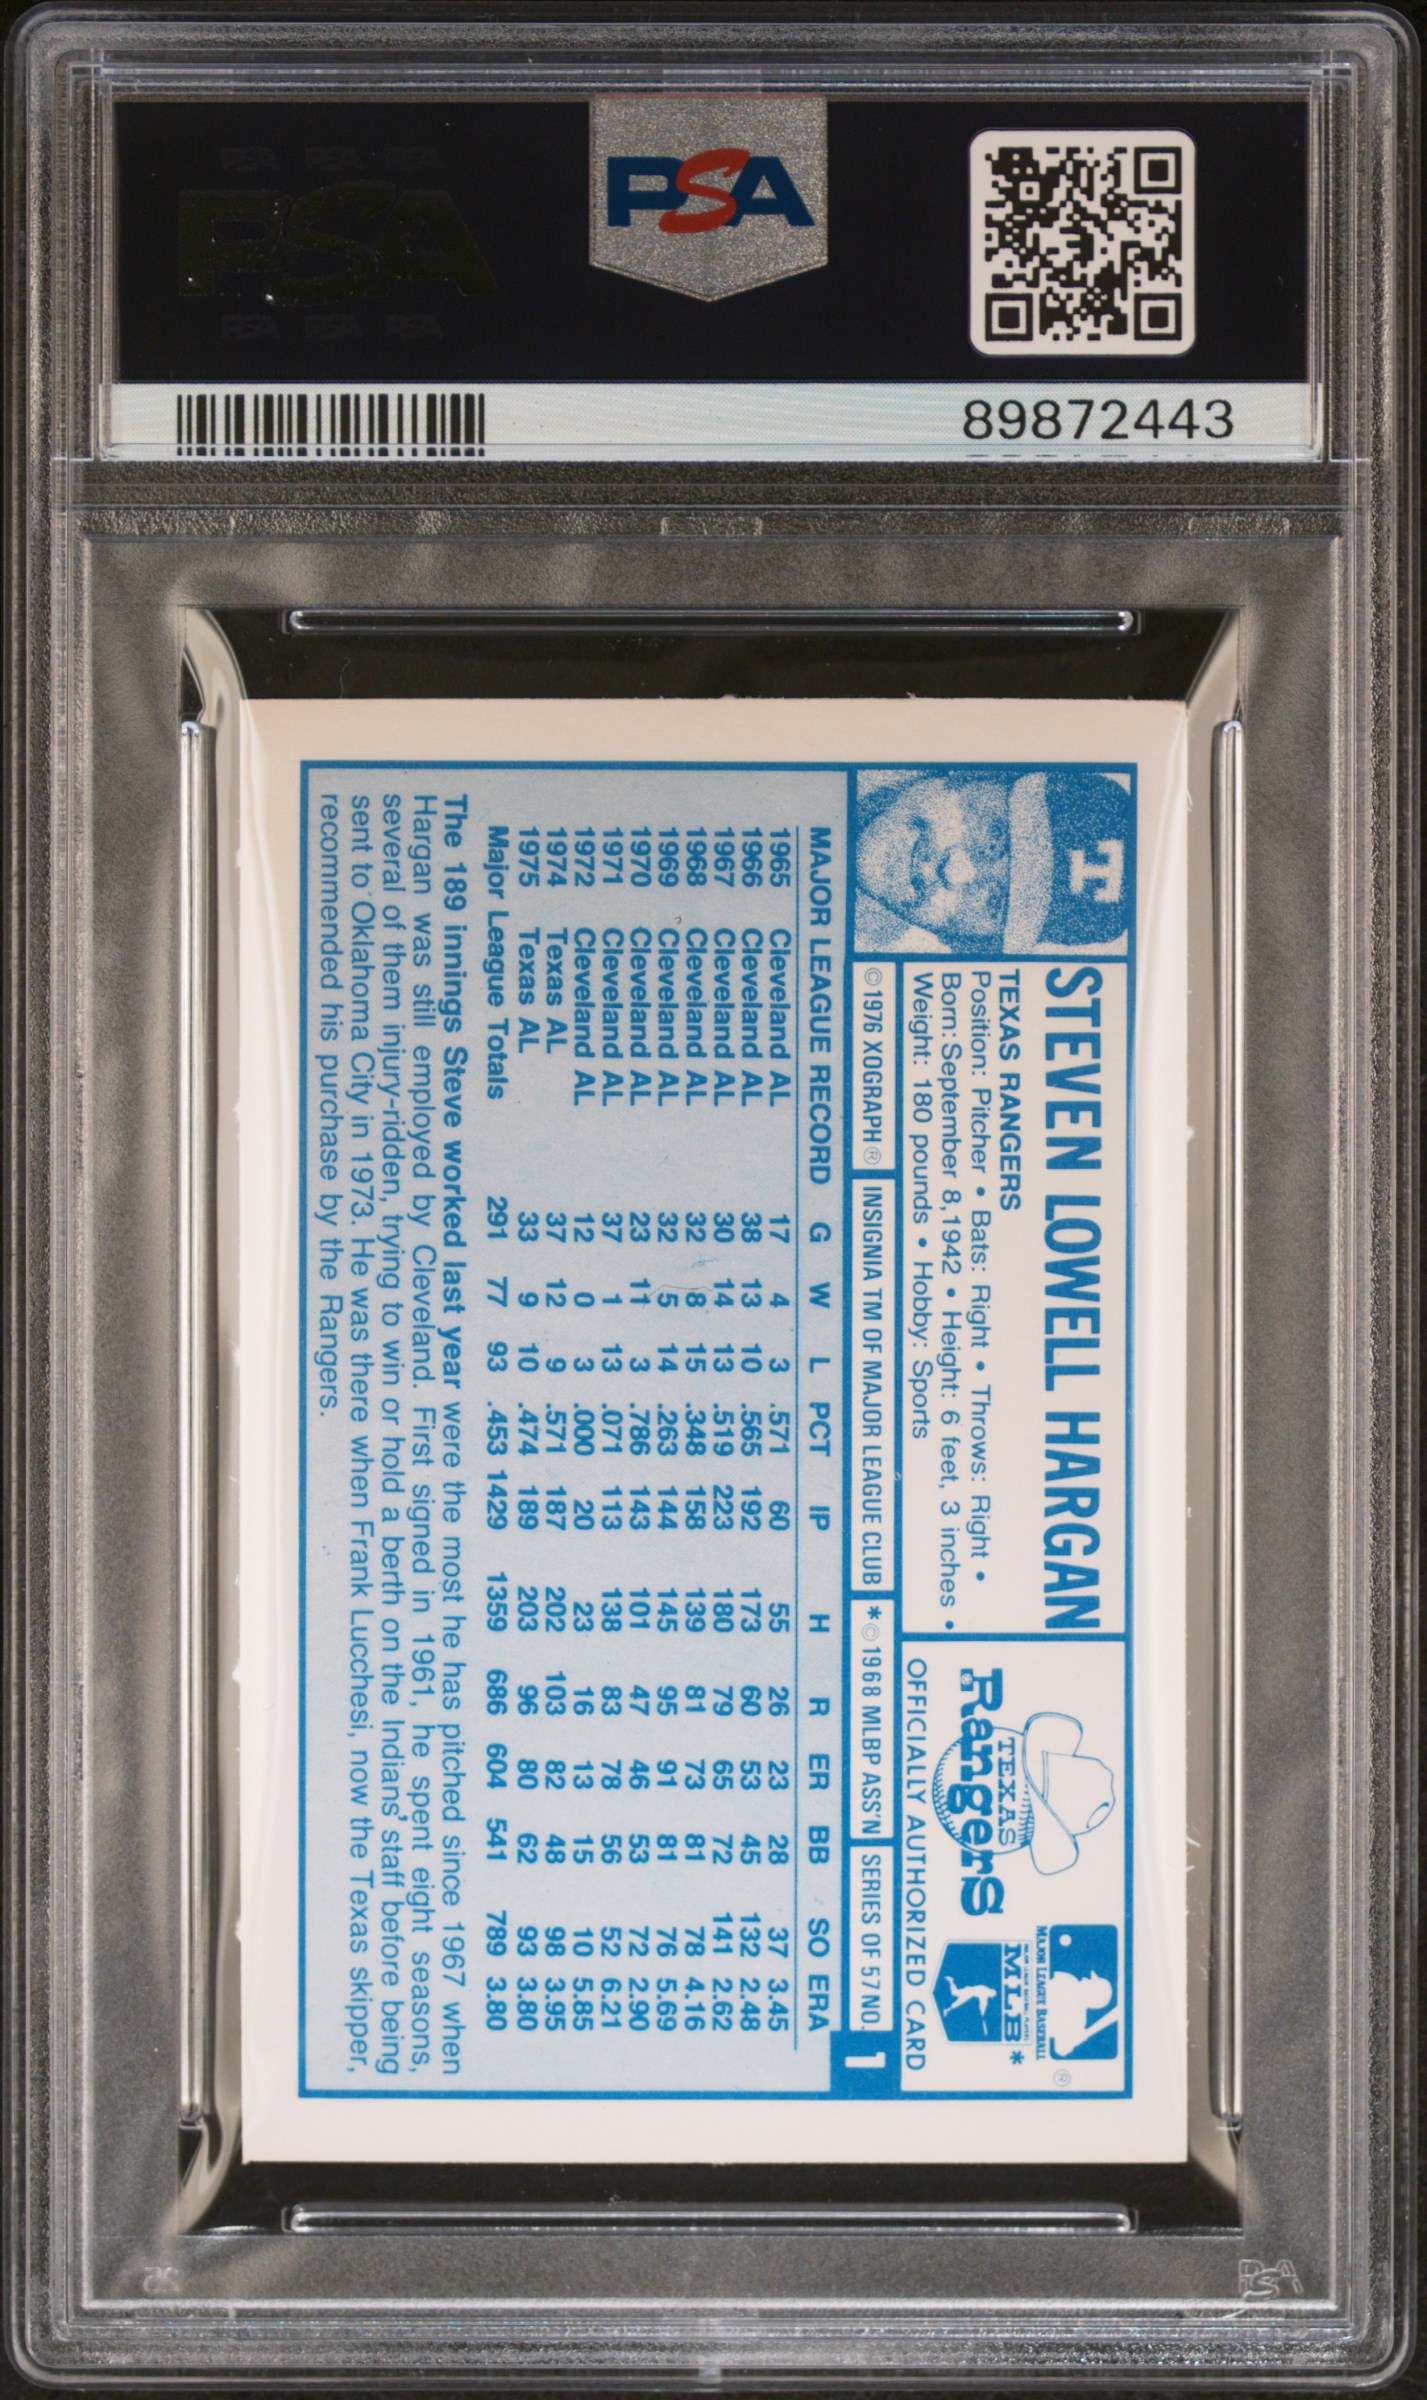 PSA PSA PSA
PSA
PSA PSA PSA
PSA
89872443
STEVEN LOWELL HARGAN
TEXAS RANGERS
Position: Pitcher • Bats: Right • Throws: Right •
Born: September 8, 1942 • Height: 6 feet, 3 inches •
Weight: 180 pounds • Hobby: Sports
T
TEXAS
Rangers
MAJOR LEAGUE BASEBALL ®
MLB *
OFFICIALLY AUTHORIZED CARD
©1976 XOGRAPH® INSIGNIA TM OF MAJOR LEAGUE CLUB *©1968 MLBP ASS'N SERIES OF 57 NO. 1
MAJOR LEAGUE RECORD G W L PCT IP H R ER BB SO ERA
1965 Cleveland AL 17 4 3 .571 60 55 26 23 28 37 3.45
1966 Cleveland AL 38 13 10 .565 192 173 60 53 45 132 2.48
1967 Cleveland AL 30 14 13 .519 223 180 79 65 72 141 2.62
1968 Cleveland AL 32 8 15 .348 158 139 81 73 81 78 4.16
1969 Cleveland AL 32 5 14 .263 144 145 95 91 81 76 5.69
1970 Cleveland AL 23 11 3 .786 143 101 47 46 53 72 2.90
1971 Cleveland AL 37 1 13 .071 113 138 83 78 56 52 6.21
1972 Cleveland AL 12 0 3 .000 20 23 16 13 15 10 5.85
1974 Texas AL 37 12 9 .571 187 202 103 82 48 98 3.95
1975 Texas AL 33 9 10 .474 189 203 96 80 62 93 3.80
Major League Totals 291 77 93 .453 1429 1359 686 604 541 789 3.80
The 189 innings Steve worked last year were the most he has pitched since 1967 when
Hargan was still employed by Cleveland. First signed in 1961, he spent eight seasons,
several of them injury-ridden, trying to win or hold a berth on the Indians' staff before being
sent to Oklahoma City in 1973. He was there when Frank Lucchesi, now the Texas skipper,
recommended his purchase by the Rangers.
PSA